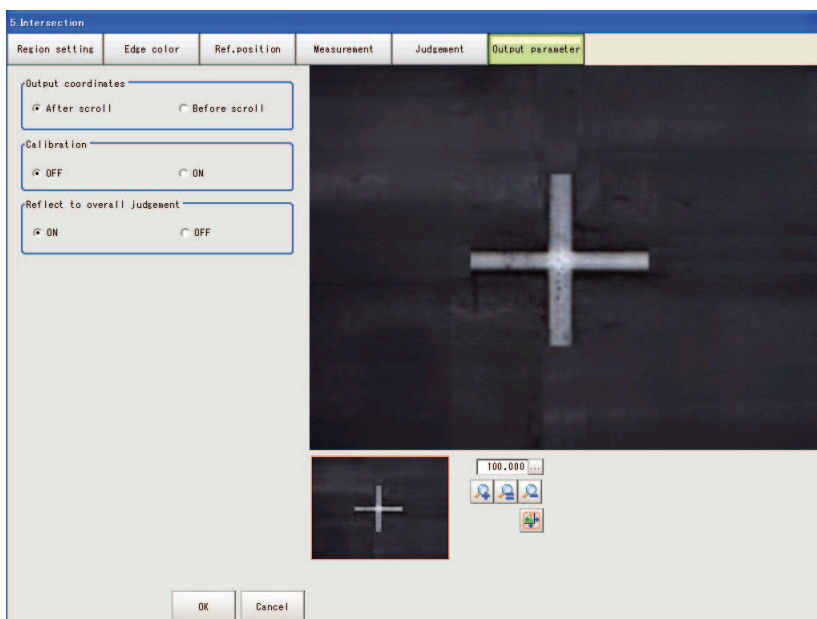 5.Intersection
Region setting Edge color Ref.position Measurement Judgement Output parameter
Output coordinates
After scroll Before scroll
Calibration
OFF ON
Reflect to overall judgement
ON OFF
100.000 ...
OK Cancel